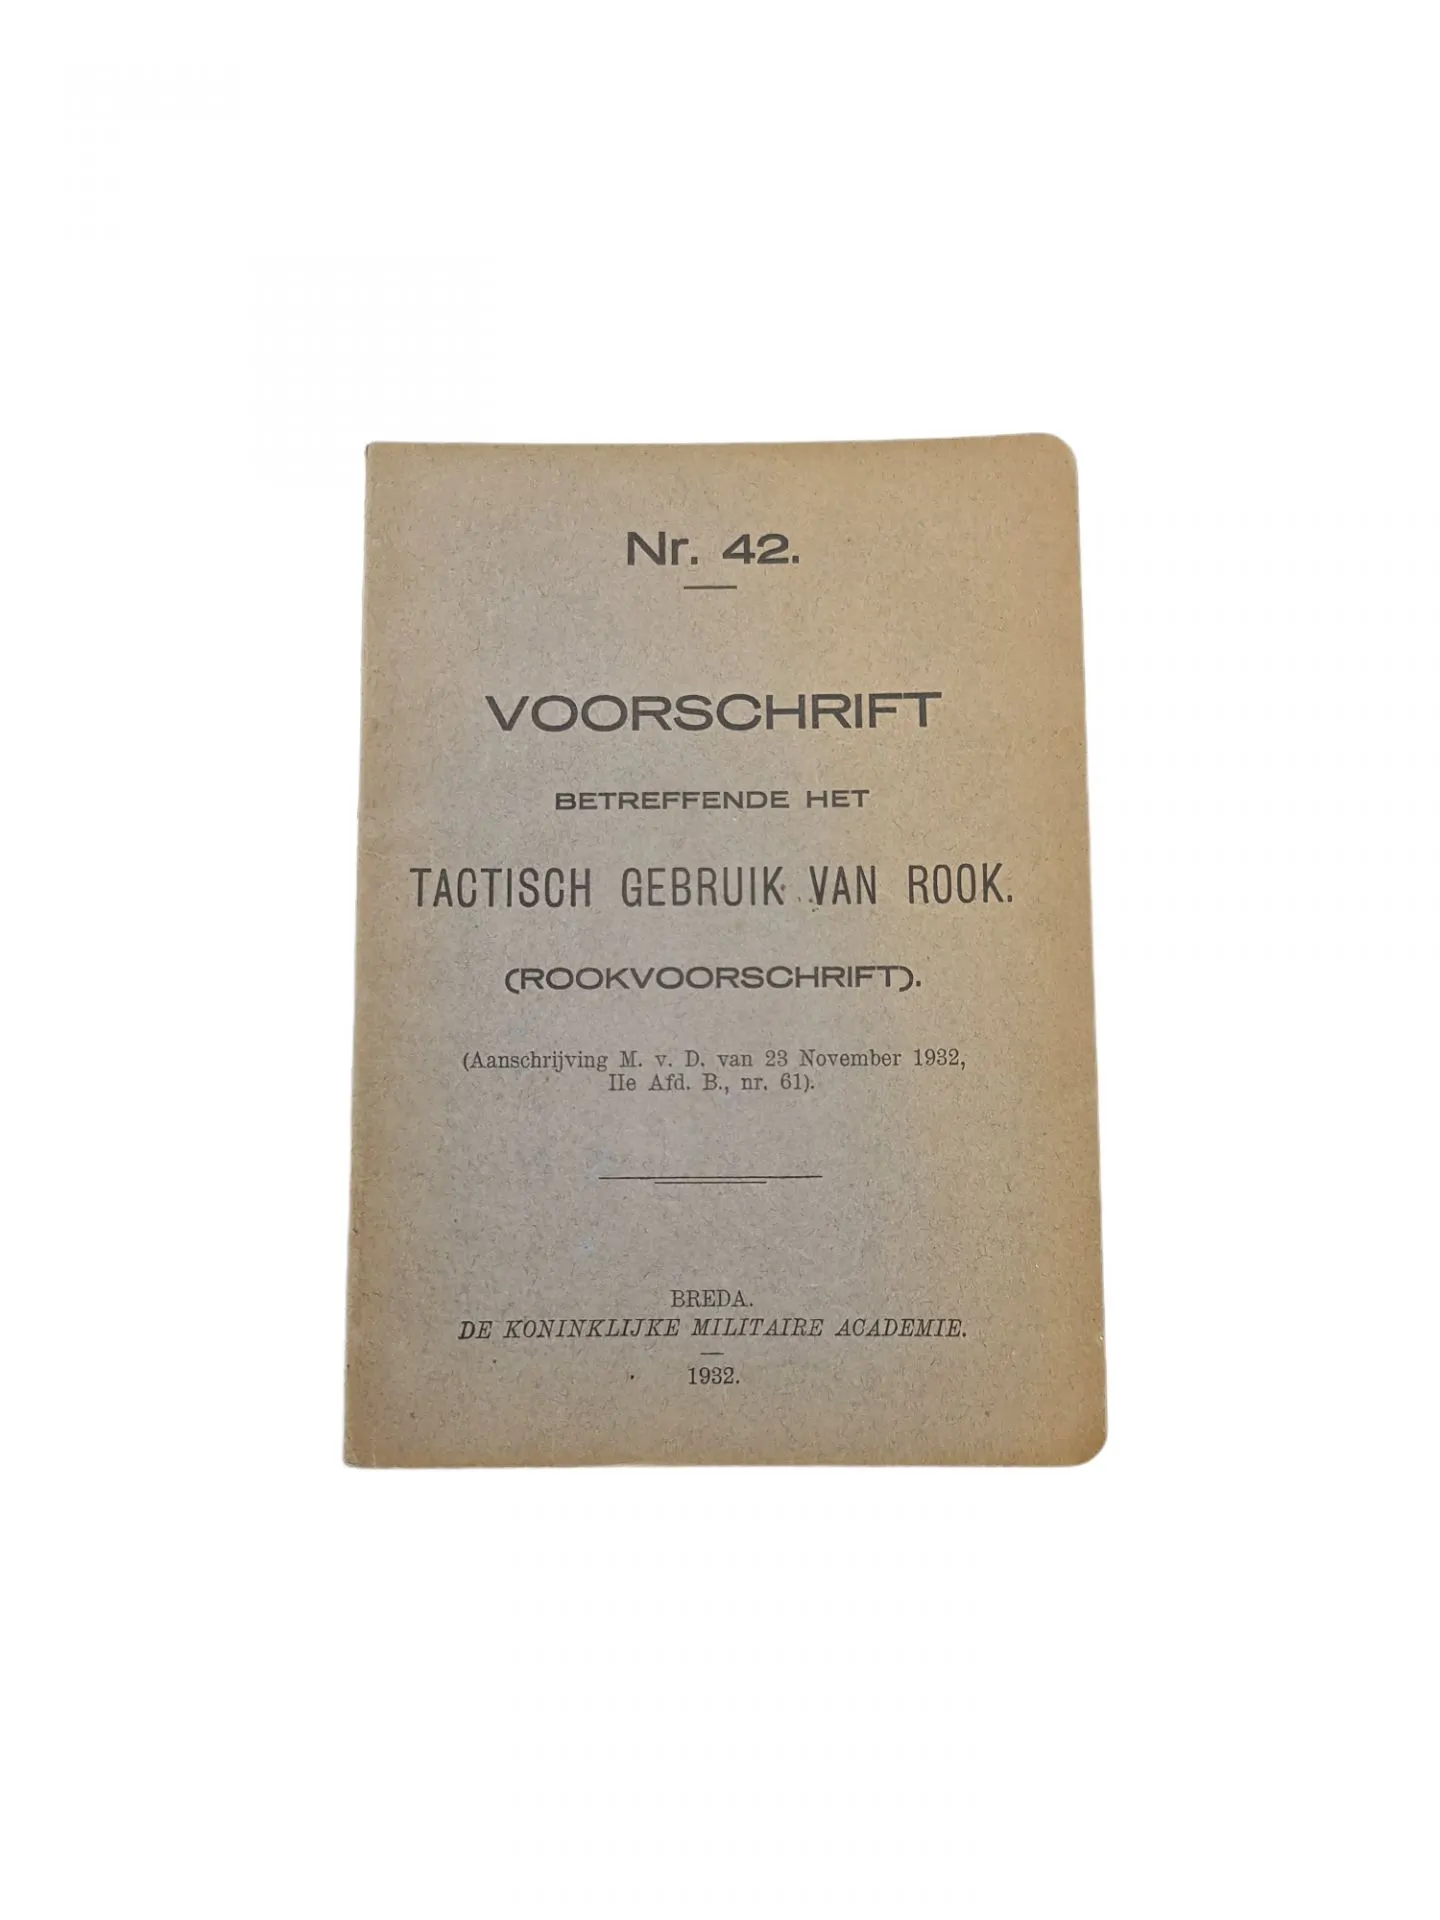 Nr. 42.
VOORSCHRIFT
BETREFFENDE HET
TACTISCH GEBRUIK VAN ROOK.
(ROOKVOORSCHRIFT).
(Aanschrijving M. v. D. van 23 November 1932,
IIe Afd. B., nr. 61).
BREDA.
DE KONINKLIJKE MILITAIRE ACADEMIE.
1932.